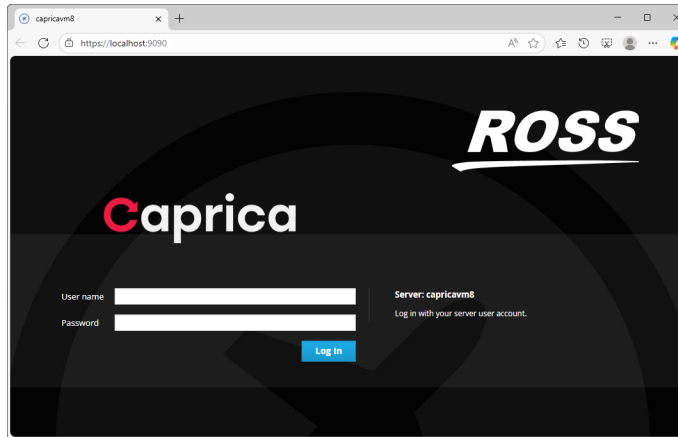 capricavm8
https://localhost:9090
ROSS
Caprica
User name
Password
Log In
Server: capricavm8
Log in with your server user account.